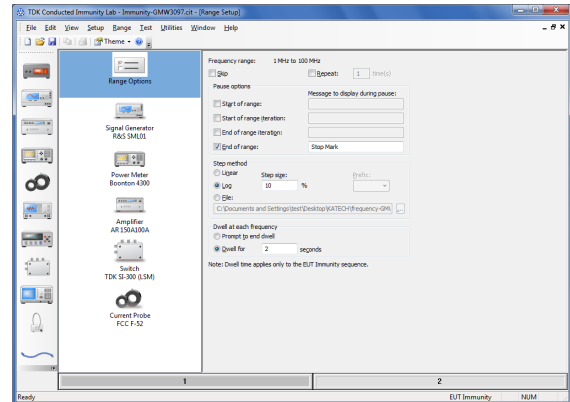 TDK Conducted Immunity Lab - Immunity-GMW3097.cit - [Range Setup]
File Edit View Setup Range Test Utilities Window Help
Theme
Range Options
Signal Generator
R&S SML01
Power Meter
Boonton 4300
Amplifier
AR 150A100A
Switch
TDK SI-300 (LSM)
Current Probe
FCC F-52
Frequency range: 1 MHz to 100 MHz
Skip
Repeat: 1 time(s)
Pause options
Message to display during pause:
Start of range:
Start of range iteration:
End of range iteration:
End of range: Stop Mark
Step method
Linear Step size: Prefix:
Log 10 %
File:
C:\Documents and Settings\test\Desktop\KATECH\frequency-GM\ ...
Dwell at each frequency
Prompt to end dwell
Dwell for 2 seconds
Note: Dwell time applies only to the EUT Immunity sequence.
1 2
Ready EUT Immunity NUM